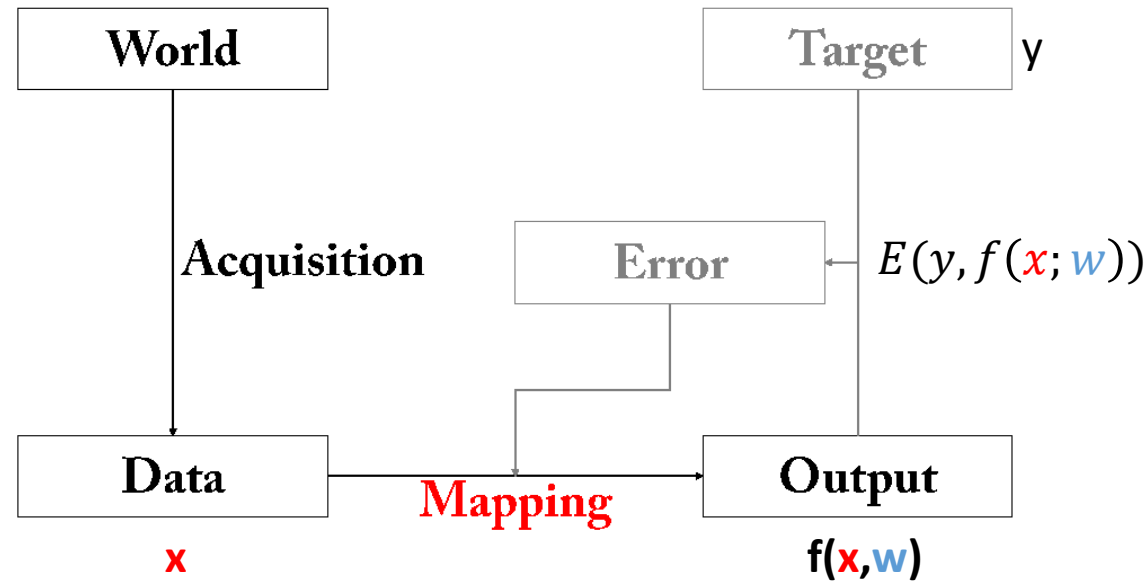 World
Target
y
Acquisition
Error
E(y, f(x; w))
Data
Mapping
Output
x
f(x,w)